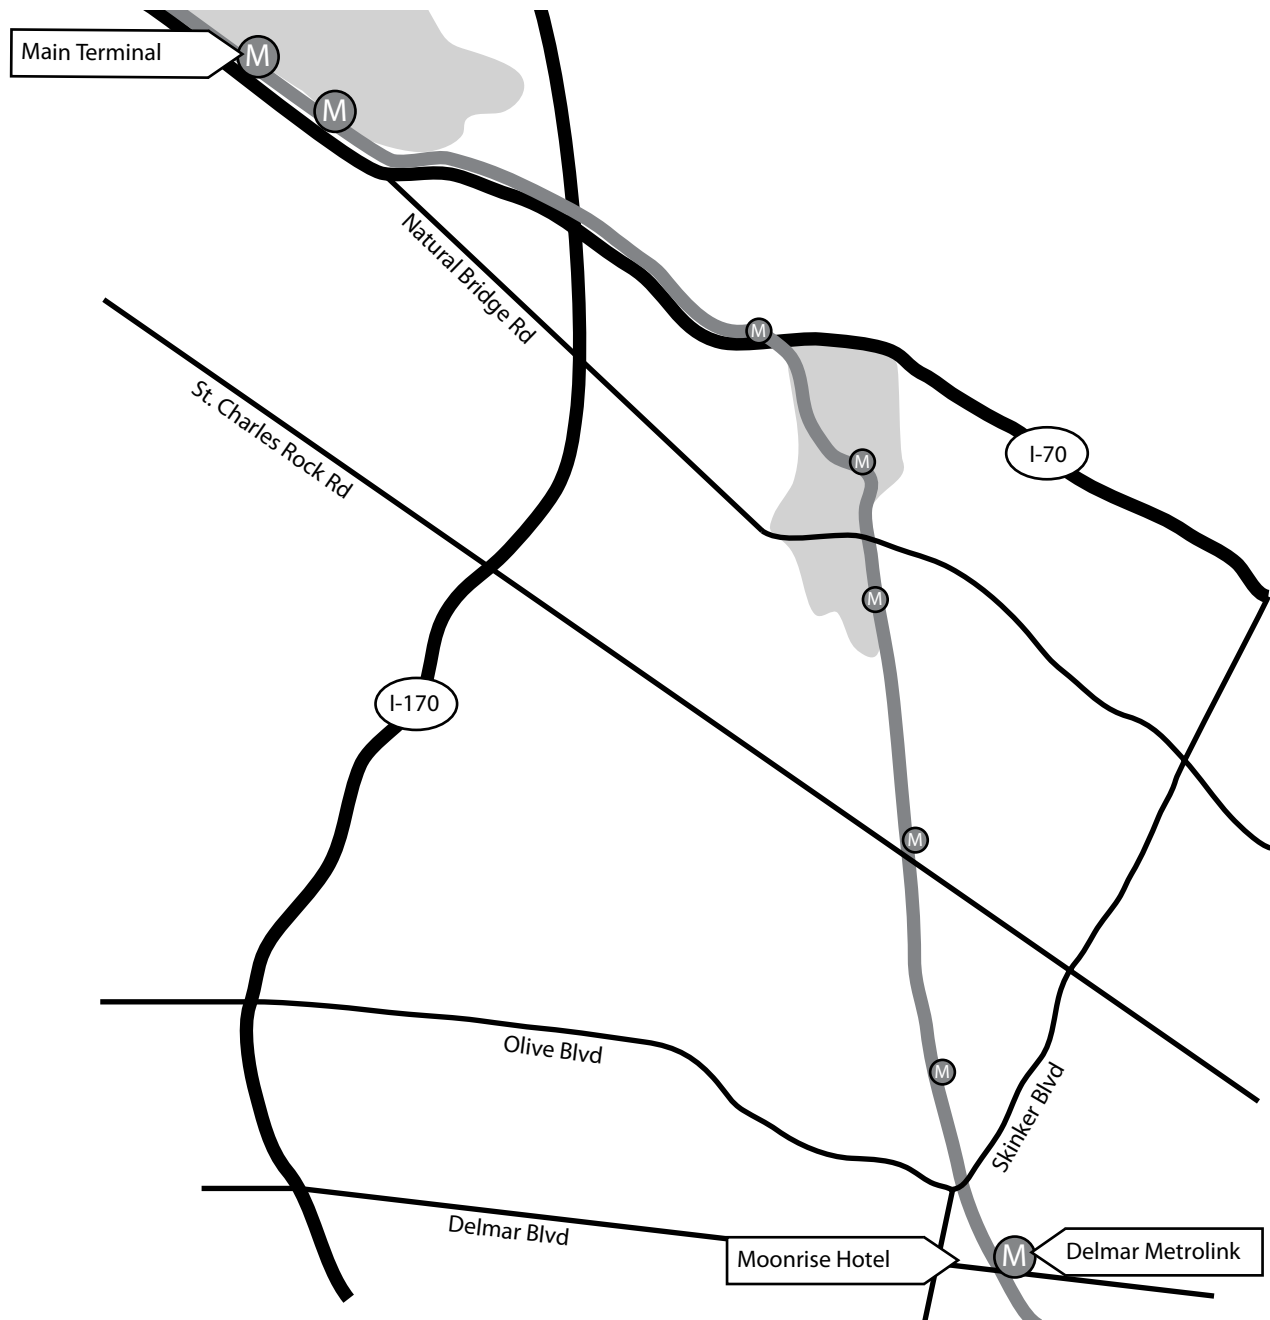 Main Terminal
M
M
Natural Bridge Rd
M
St. Charles Rock Rd
I-70
M
M
I-170
M
Olive Blvd
M
Skinker Blvd
Delmar Blvd
Moonrise Hotel
M
Delmar Metrolink